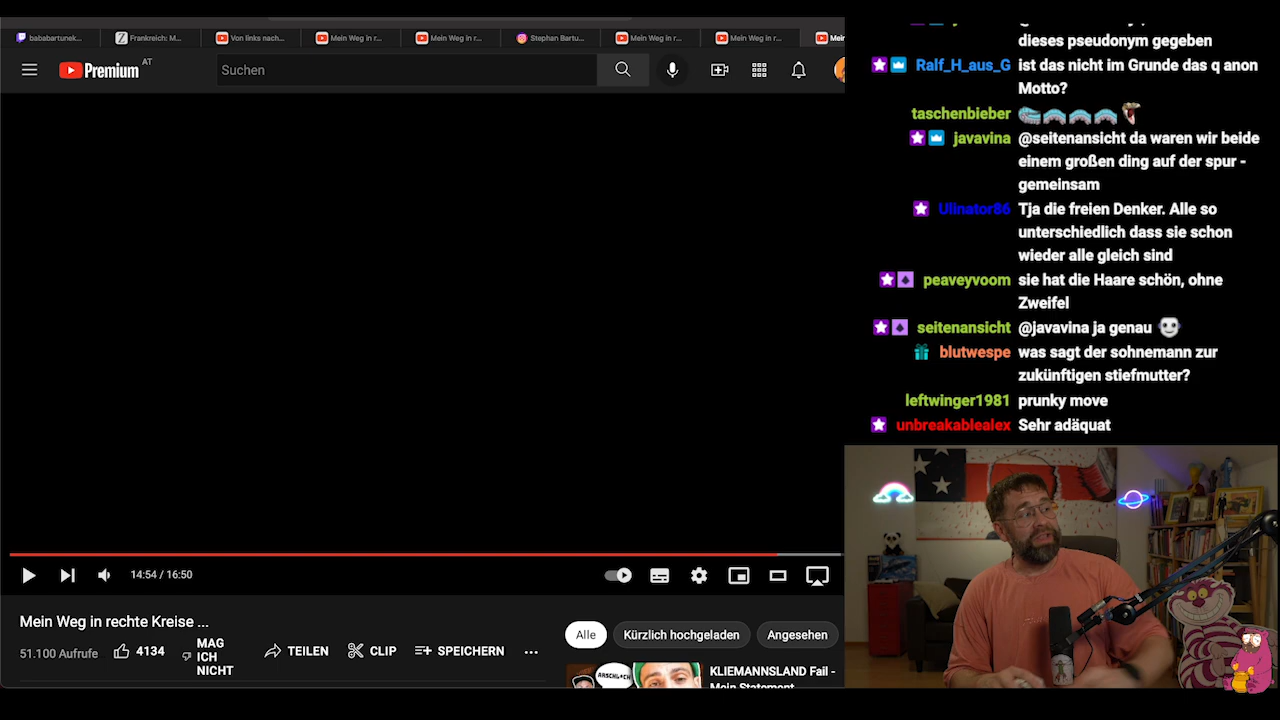 bababartunek...
Frankreich: M...
Von links nach...
Mein Weg in r...
Mein Weg in r...
Stephan Bartu...
Mein Weg in r...
Mein Weg in r...
Mein
Premium AT
Suchen
14:54 / 16:50
Mein Weg in rechte Kreise ...
51.100 Aufrufe
4134
MAG
ICH
NICHT
TEILEN
CLIP
SPEICHERN
Alle
Kürzlich hochgeladen
Angesehen
ARSCHLOCH
KLIEMANNSLAND Fail -
Mein Statement
dieses pseudonym gegeben
Ralf_H_aus_G ist das nicht im Grunde das q anon
Motto?
taschenbieber
javavina @seitenansicht da waren wir beide
einem großen ding auf der spur -
gemeinsam
Ulinator86 Tja die freien Denker. Alle so
unterschiedlich dass sie schon
wieder alle gleich sind
peaveyvoom sie hat die Haare schön, ohne
Zweifel
seitenansicht @javavina ja genau
blutwespe was sagt der sohnemann zur
zukünftigen stiefmutter?
leftwinger1981 prunky move
unbreakablealex Sehr adäquat